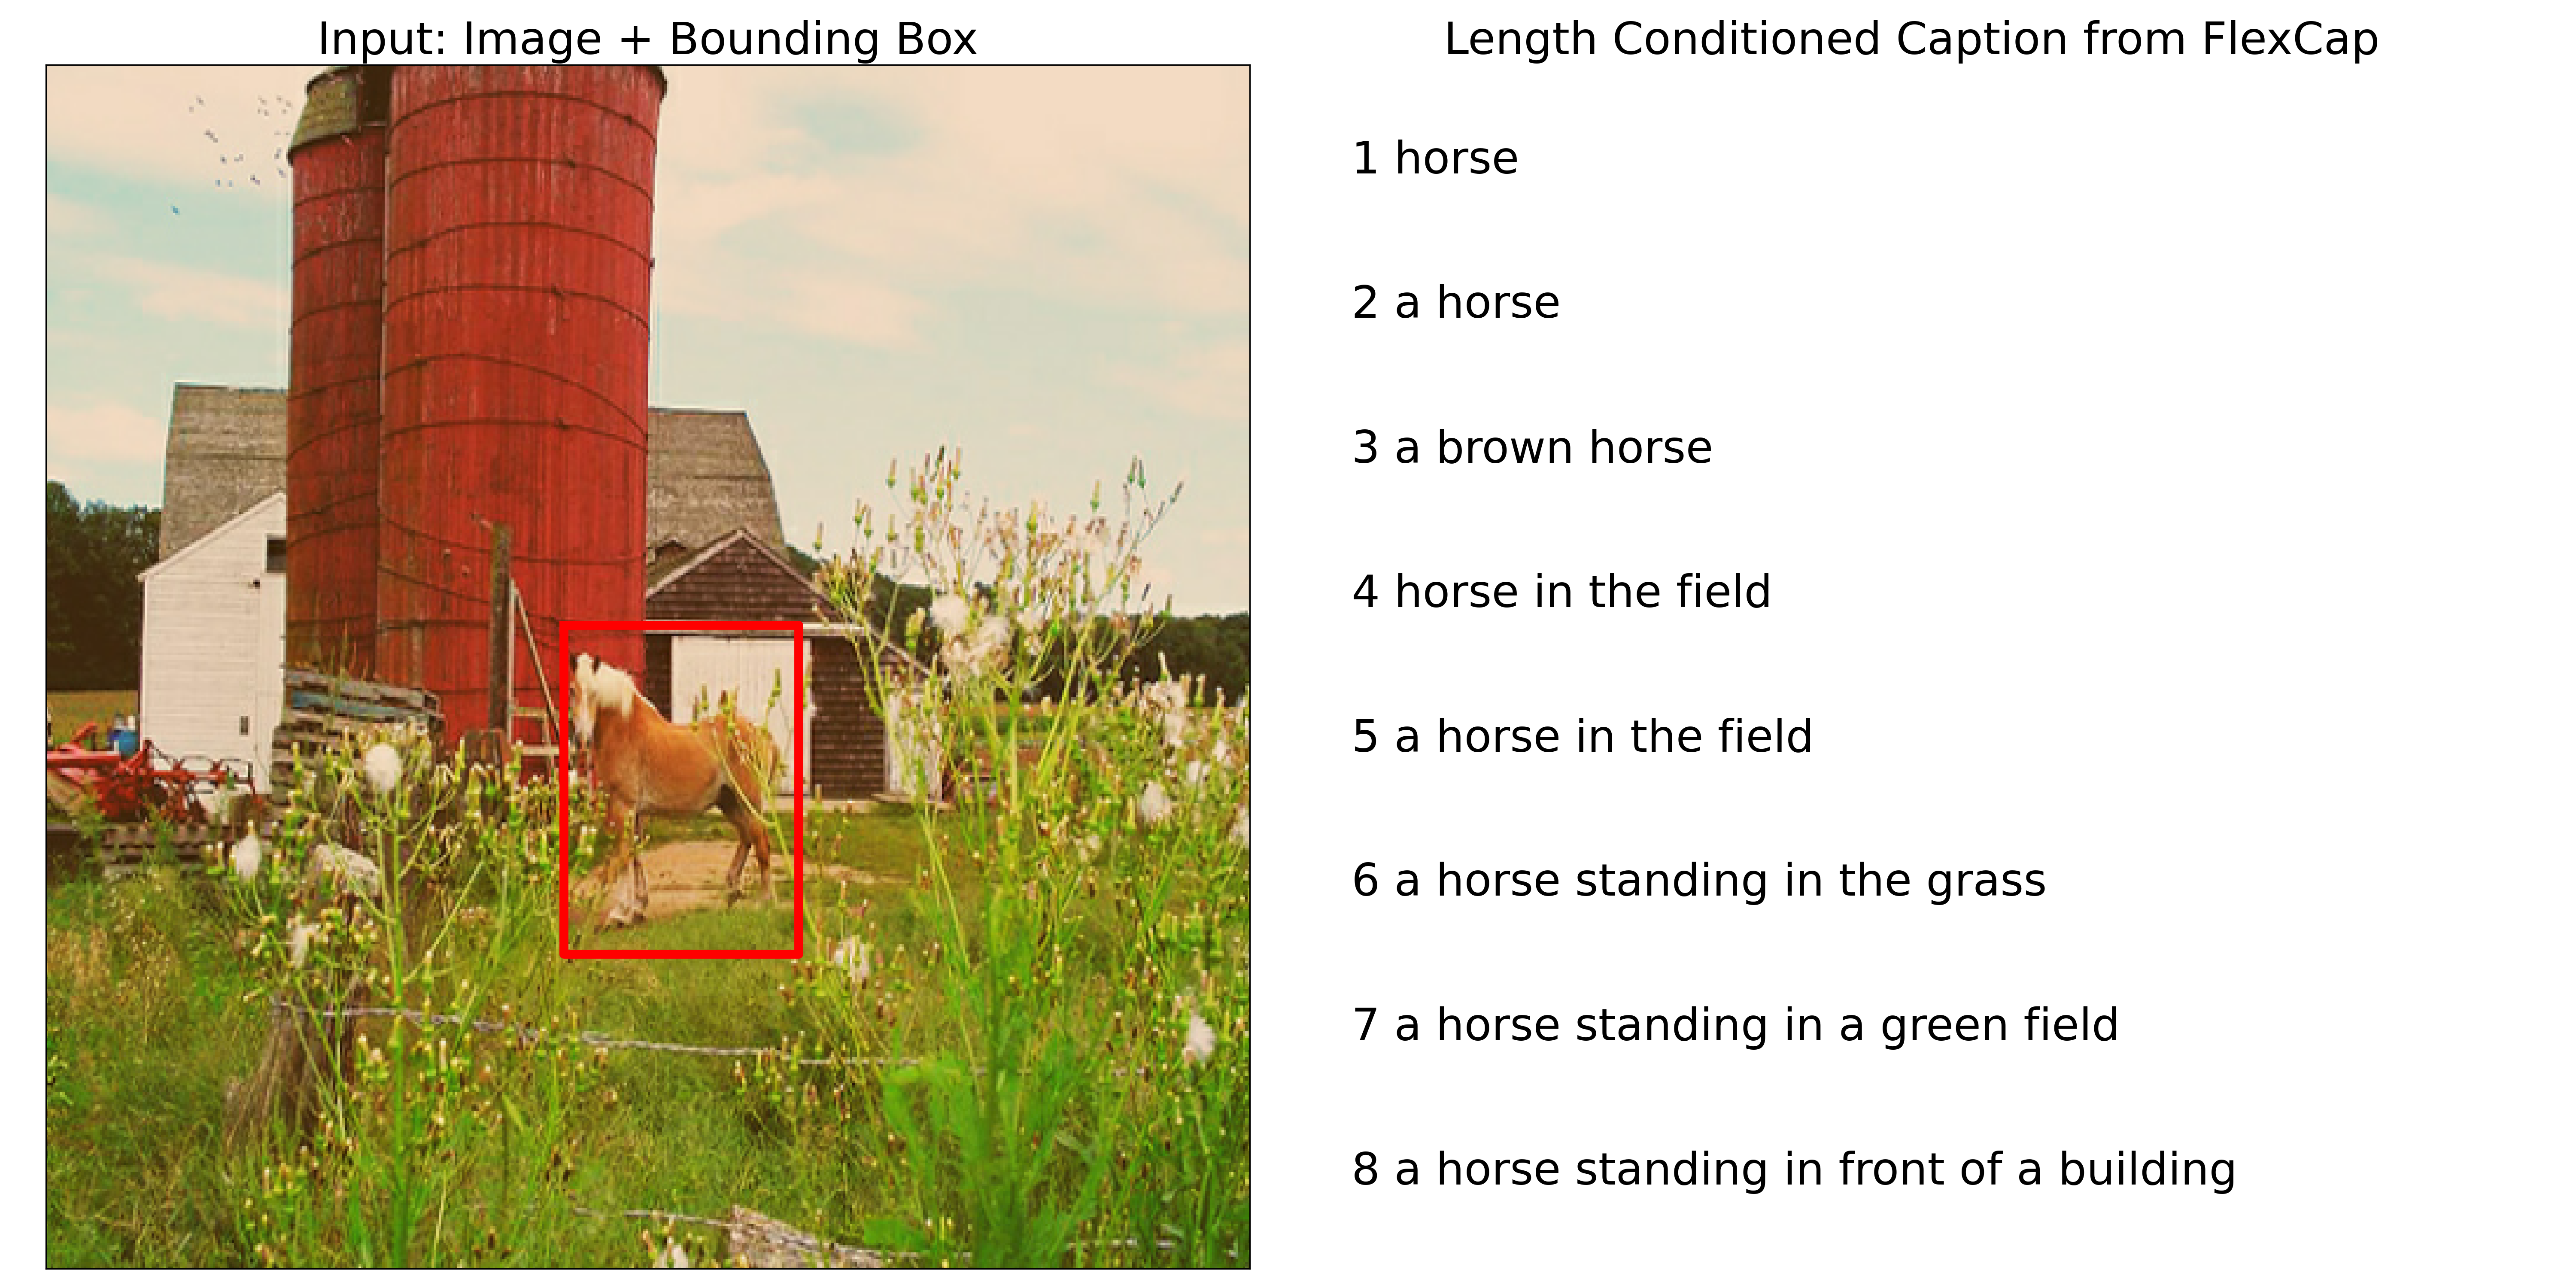 Input: Image + Bounding Box
Length Conditioned Caption from FlexCap
1 horse
2 a horse
3 a brown horse
4 horse in the field
5 a horse in the field
6 a horse standing in the grass
7 a horse standing in a green field
8 a horse standing in front of a building